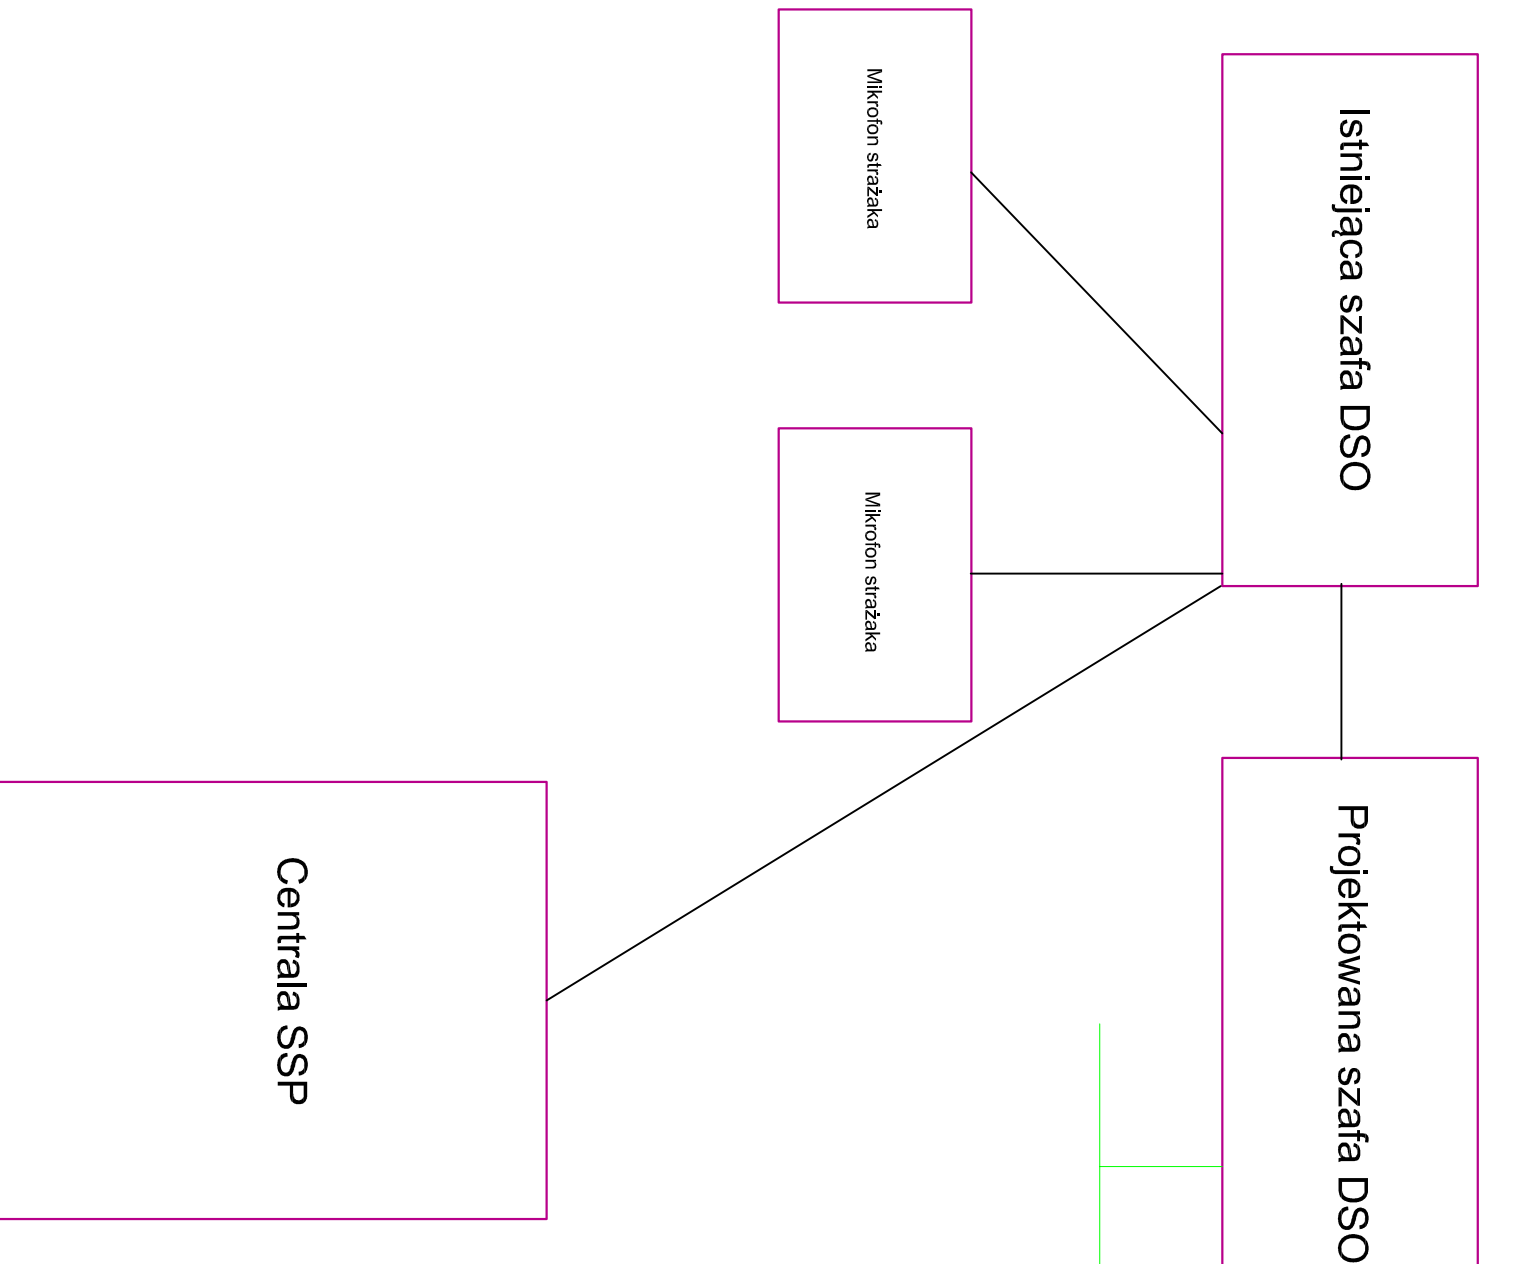 Istniejąca szafa DSO
Projektowana szafa DSO
Mikrofon strażaka
Mikrofon strażaka
Centrala SSP